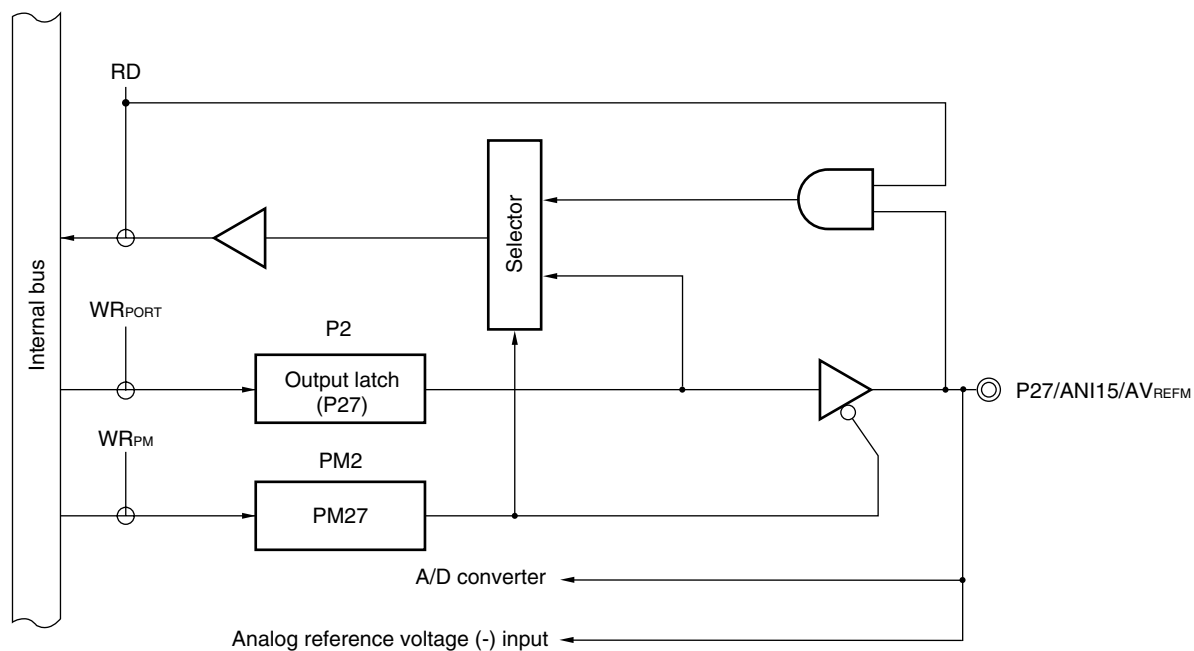 RD
Selector
Internal bus
WRPORT
P2
Output latch
(P27)
P27/ANI15/AVREFM
WRPM
PM2
PM27
A/D converter
Analog reference voltage (-) input